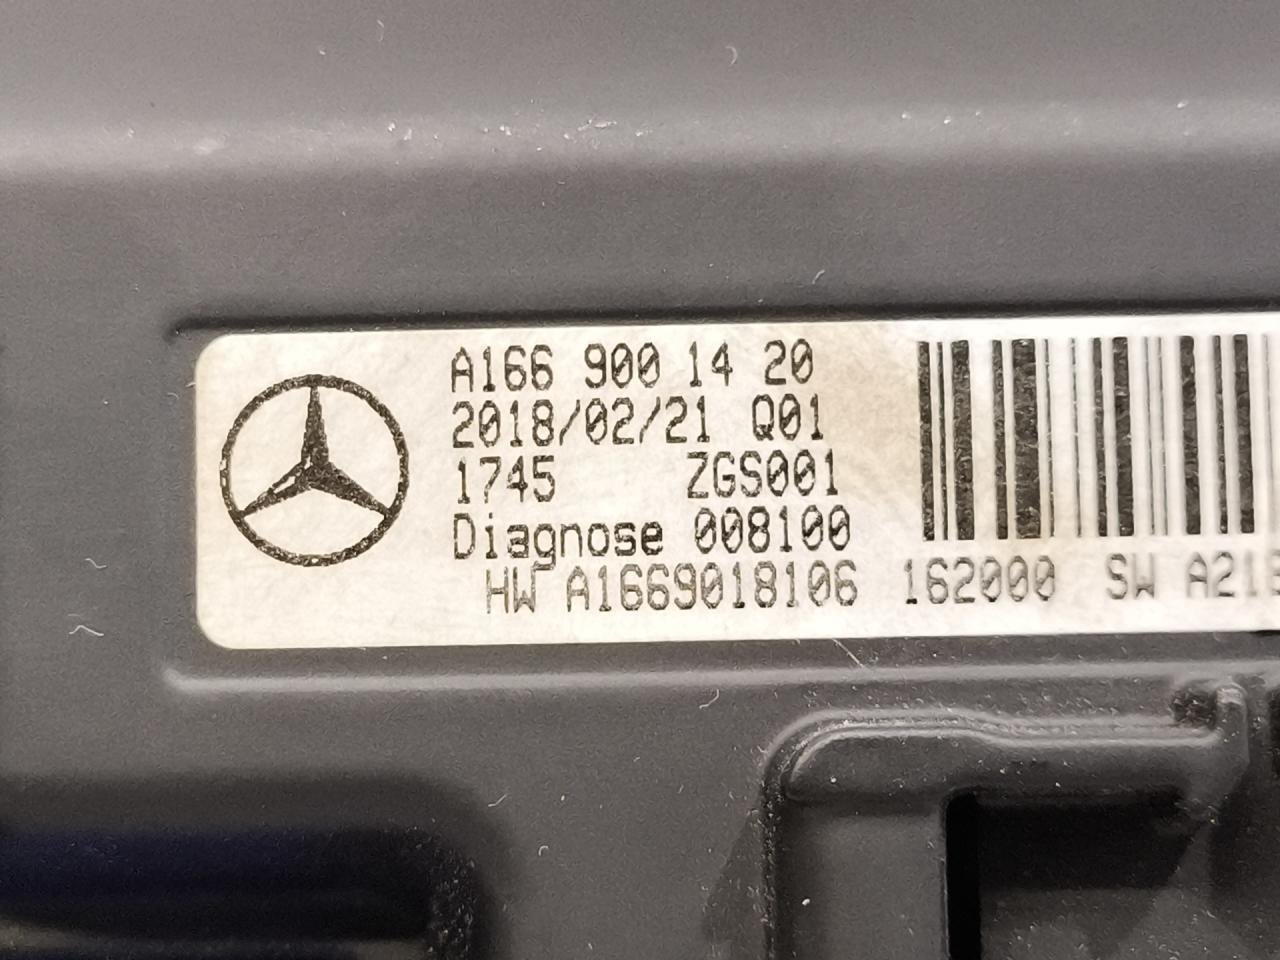 A166 900 14 20
2018/02/21 Q01
1745 ZGS001
Diagnose 008100
HW A1669018106 162000 SW